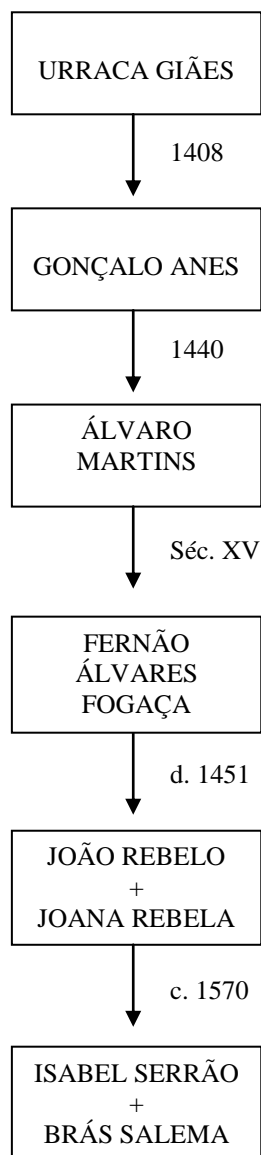 URRACA GIÃES
1408
GONÇALO ANES
1440
ÁLVARO
MARTINS
Séc. XV
FERNÃO
ÁLVARES
FOGAÇA
d. 1451
JOÃO REBELO
+
JOANA REBELA
c. 1570
ISABEL SERRÃO
+
BRÁS SALEMA